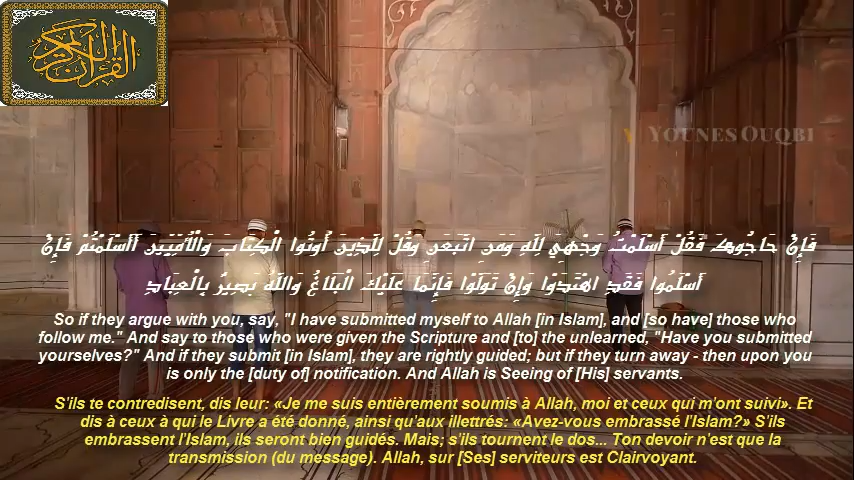 القرآن الكريم
YOUNES OUQBI
فَإِنْ حَاجُّوكَ فَقُلْ أَسْلَمْتُ وَجْهِيَ لِلَّهِ وَمَنِ اتَّبَعَنِ وَقُلْ لِلَّذِينَ أُوتُوا الْكِتَابَ وَالْأُمِّيِّينَ أَأَسْلَمْتُمْ فَإِنْ
أَسْلَمُوا فَقَدِ اهْتَدَوْا وَإِنْ تَوَلَّوْا فَإِنَّمَا عَلَيْكَ الْبَلَاغُ وَاللَّهُ بَصِيرٌ بِالْعِبَادِ
So if they argue with you, say, "I have submitted myself to Allah [in Islam], and [so have] those who
follow me." And say to those who were given the Scripture and [to] the unlearned, "Have you submitted
yourselves?" And if they submit [in Islam], they are rightly guided; but if they turn away - then upon you
is only the [duty of] notification. And Allah is Seeing of [His] servants.
S'ils te contredisent, dis leur: «Je me suis entièrement soumis à Allah, moi et ceux qui m'ont suivi». Et
dis à ceux à qui le Livre a été donné, ainsi qu'aux illettrés: «Avez-vous embrassé l'Islam?» S'ils
embrassent l'Islam, ils seront bien guidés. Mais; s'ils tournent le dos... Ton devoir n'est que la
transmission (du message). Allah, sur [Ses] serviteurs est Clairvoyant.